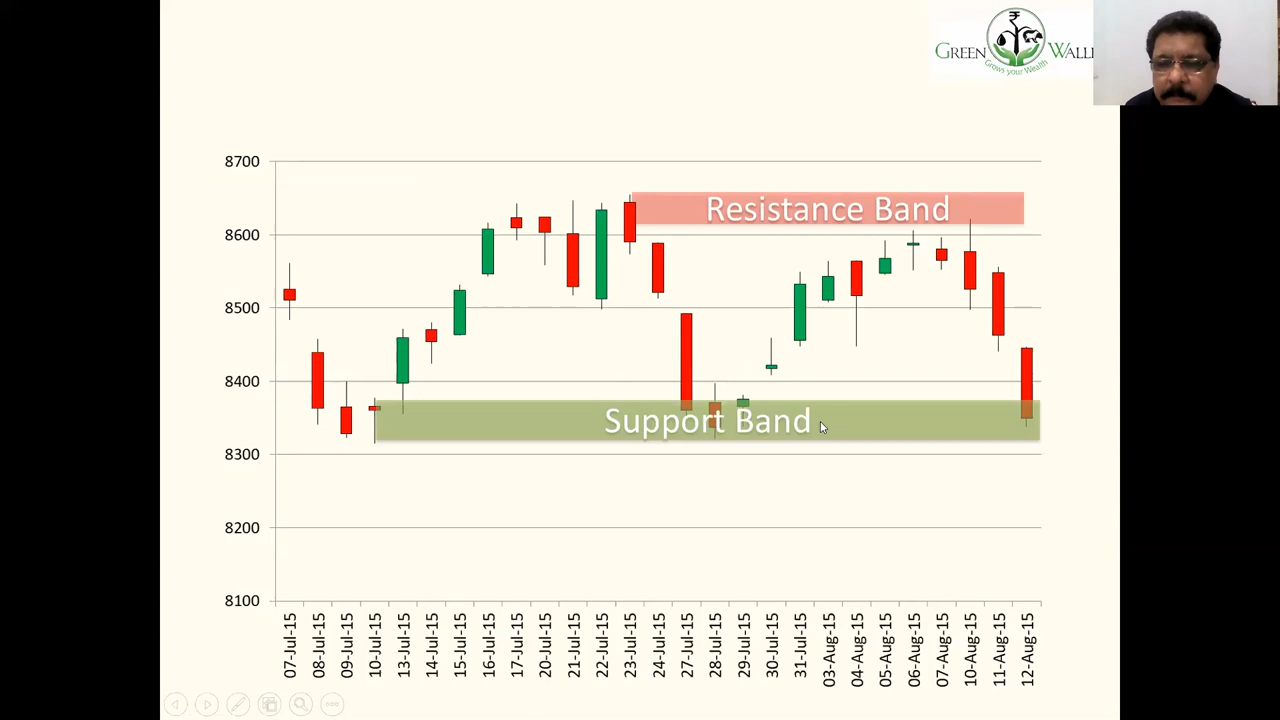 ₹
GREEN WALL
Grows your Wealth
8700
8600
8500
8400
8300
8200
8100
Resistance Band
Support Band
07-Jul-15
08-Jul-15
09-Jul-15
10-Jul-15
13-Jul-15
14-Jul-15
15-Jul-15
16-Jul-15
17-Jul-15
20-Jul-15
21-Jul-15
22-Jul-15
23-Jul-15
24-Jul-15
27-Jul-15
28-Jul-15
29-Jul-15
30-Jul-15
31-Jul-15
03-Aug-15
04-Aug-15
05-Aug-15
06-Aug-15
07-Aug-15
10-Aug-15
11-Aug-15
12-Aug-15